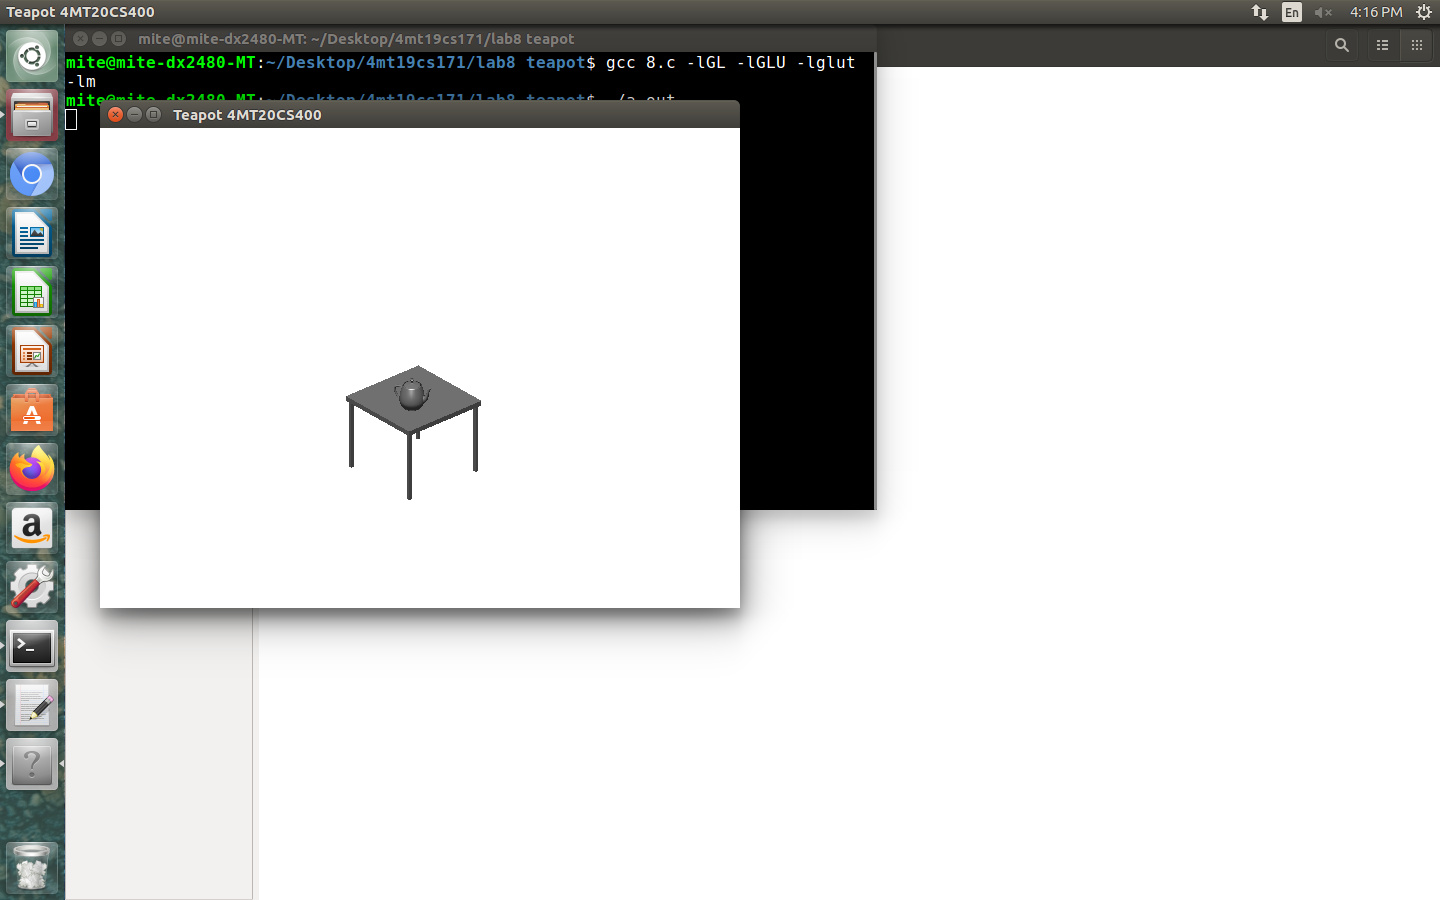 Teapot 4MT20CS400
En
4:16 PM
mite@mite-dx2480-MT: ~/Desktop/4mt19cs171/lab8 teapot
mite@mite-dx2480-MT:~/Desktop/4mt19cs171/lab8 teapot$ gcc 8.c -lGL -lGLU -lglut
-lm
mite@mite-dx2480-MT:~/Desktop/4mt19cs171/lab8 teapot$ ./a.out
Teapot 4MT20CS400